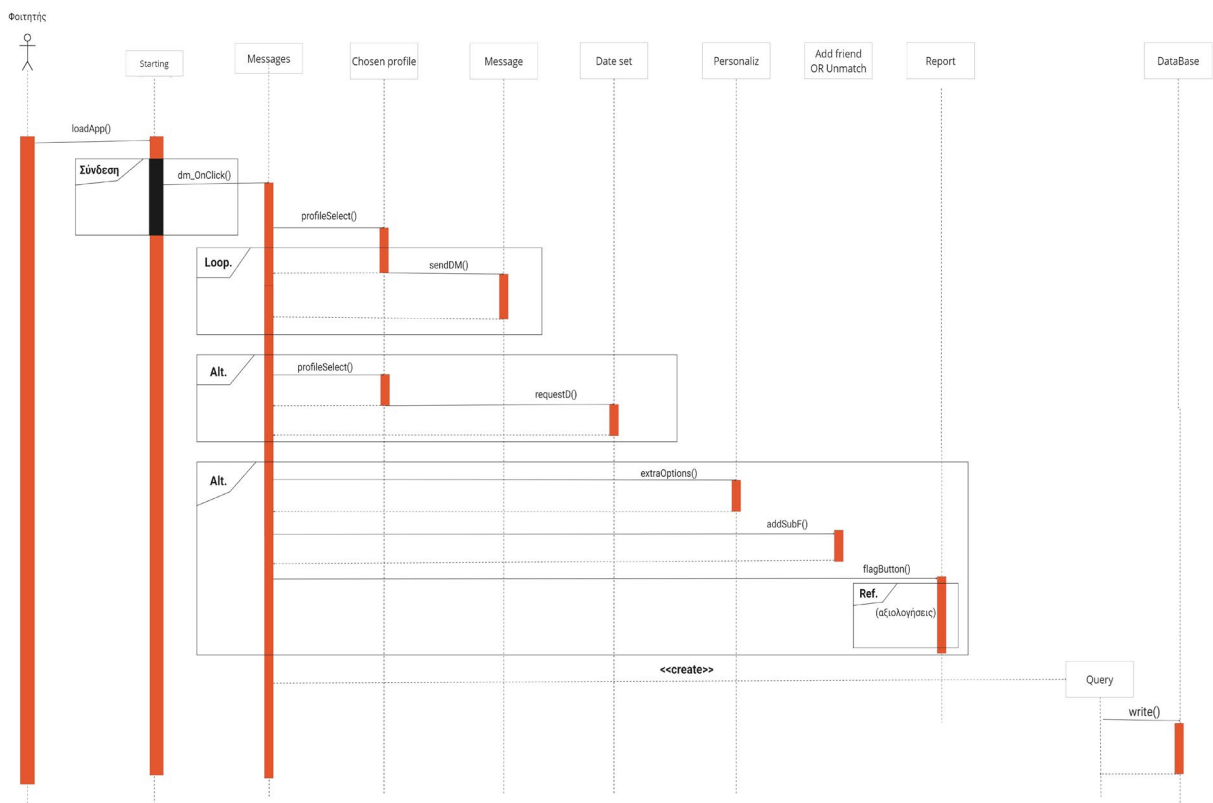 Φοιτητής
Starting
Messages
Chosen profile
Message
Date set
Personaliz
Add friend
OR Unmatch
Report
DataBase
loadApp()
Σύνδεση
dm_OnClick()
profileSelect()
Loop.
sendDM()
Alt.
profileSelect()
requestD()
Alt.
extraOptions()
addSubF()
flagButton()
Ref.
(αξιολογήσεις)
<<create>>
Query
write()